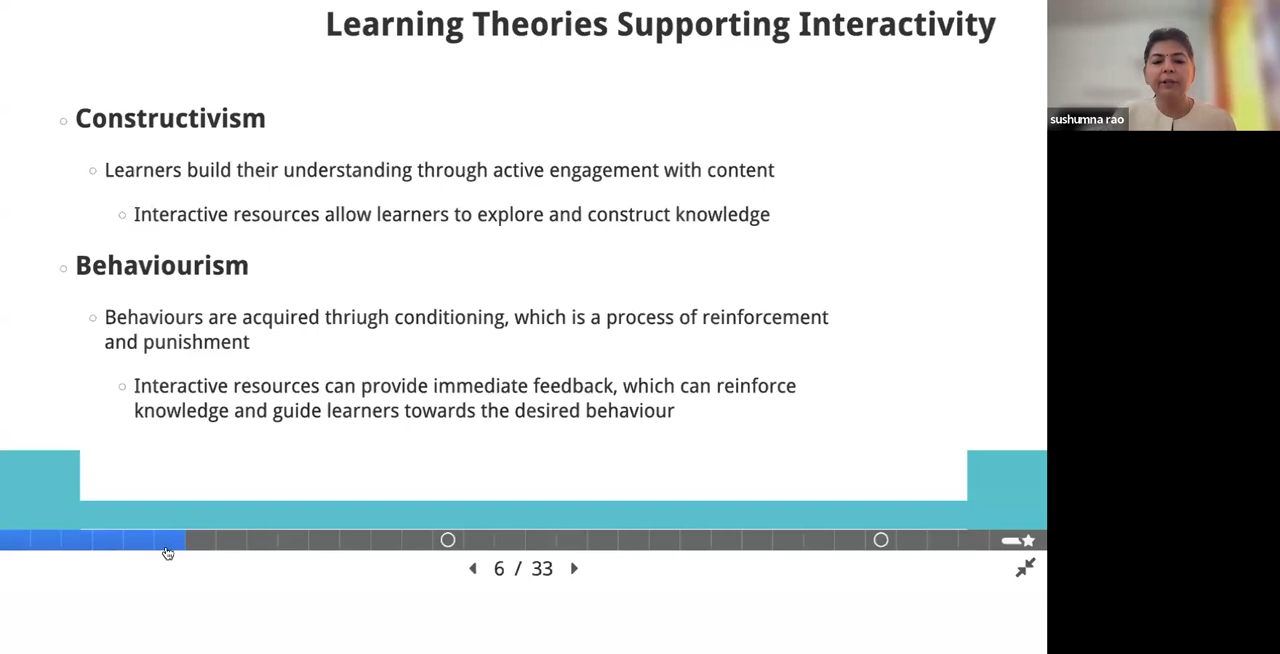 Learning Theories Supporting Interactivity
sushumna rao
Constructivism
Learners build their understanding through active engagement with content
Interactive resources allow learners to explore and construct knowledge
Behaviourism
Behaviours are acquired thriugh conditioning, which is a process of reinforcement
and punishment
Interactive resources can provide immediate feedback, which can reinforce
knowledge and guide learners towards the desired behaviour
6 / 33